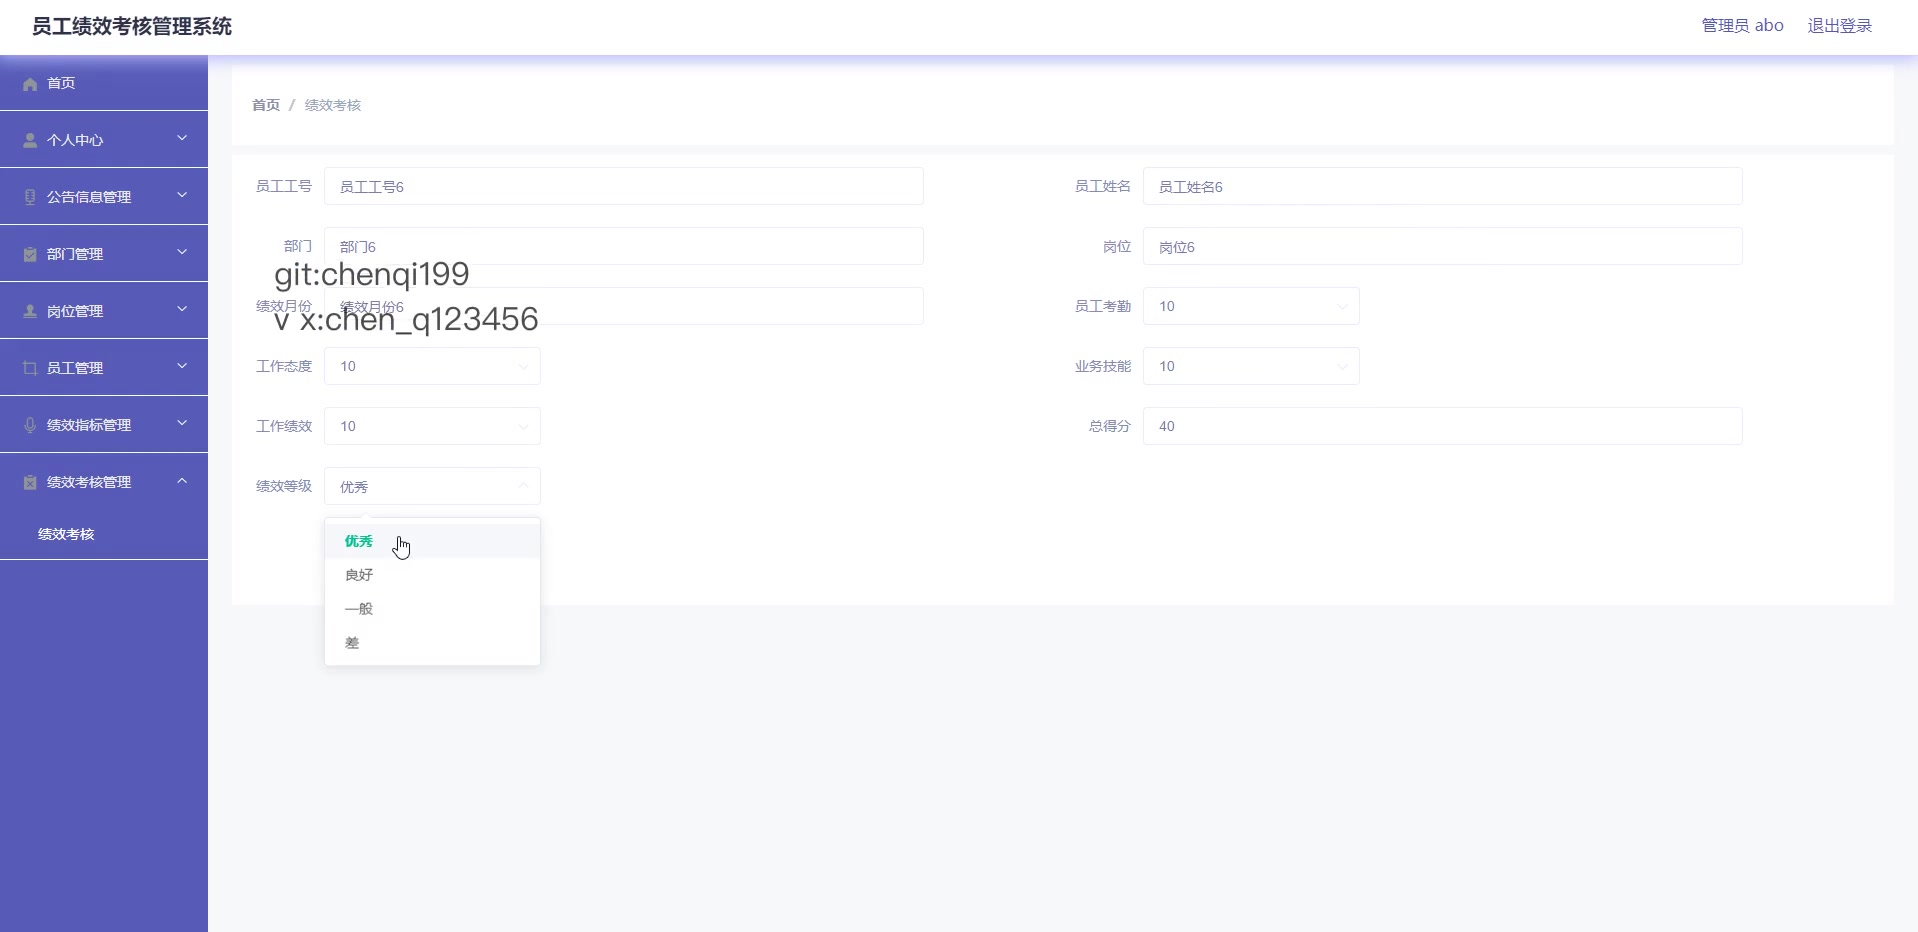 员工绩效考核管理系统
管理员 abo
退出登录
首页
个人中心
公告信息管理
部门管理
岗位管理
员工管理
绩效指标管理
绩效考核管理
绩效考核
首页 / 绩效考核
员工工号 员工工号6
员工姓名 员工姓名6
部门 部门6
岗位 岗位6
git:chenqi199
绩效月份 绩效月份6
员工考勤 10
v x:chen_q123456
工作态度 10
业务技能 10
工作绩效 10
总得分 40
绩效等级 优秀
优秀
良好
一般
差